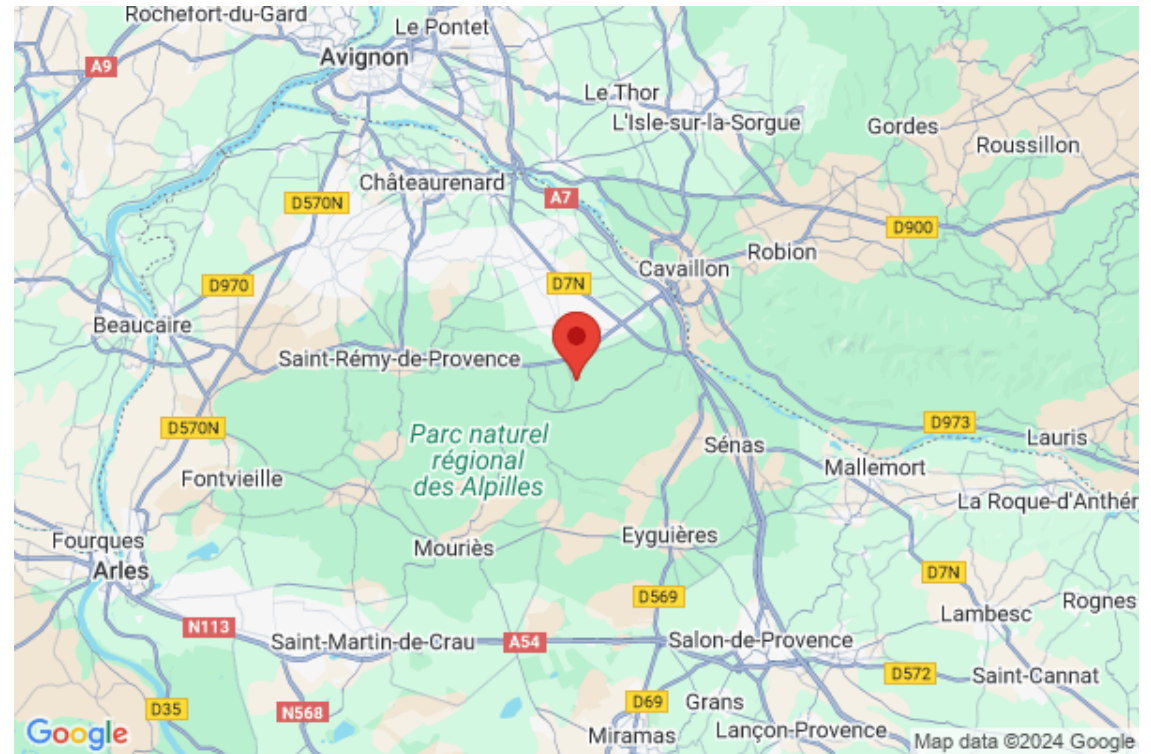 Rochefort-du-Gard
Le Pontet
Avignon
A9
Le Thor
L'Isle-sur-la-Sorgue
Gordes
Roussillon
Châteaurenard
A7
D570N
D900
Robion
Cavaillon
D970
D7N
Beaucaire
Saint-Rémy-de-Provence
D570N
Parc naturel
régional
des Alpilles
D973
Lauris
Sénas
Mallemort
Fontvieille
La Roque-d'Anthér
Fourques
Arles
Mouriès
Eyguières
D7N
D569
Lambesc
Rognes
N113
Saint-Martin-de-Crau
A54
Salon-de-Provence
D572
Saint-Cannat
D35
N568
D69
Grans
Miramas
Lançon-Provence
Google
Map data ©2024 Google